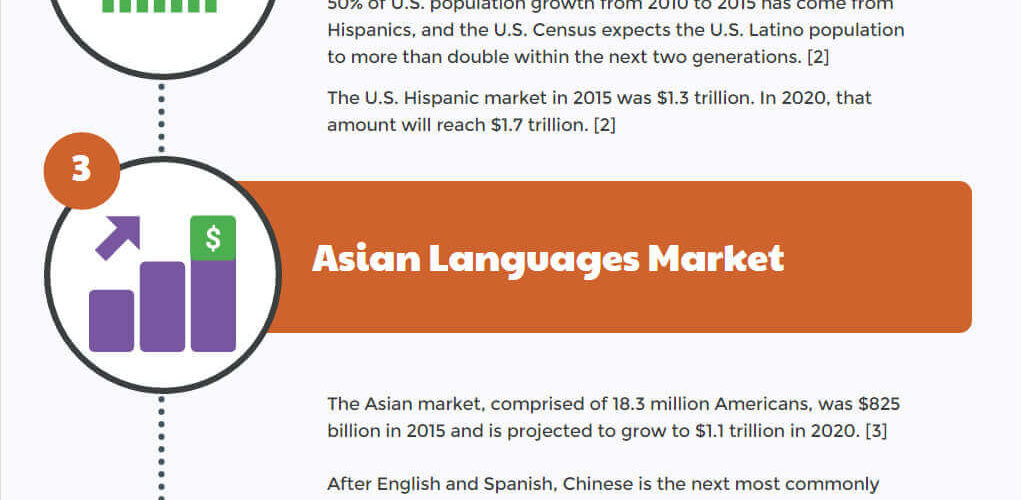 50% of U.S. population growth from 2010 to 2015 has come from
Hispanics, and the U.S. Census expects the U.S. Latino population
to more than double within the next two generations. [2]
The U.S. Hispanic market in 2015 was $1.3 trillion. In 2020, that
amount will reach $1.7 trillion. [2]
3
$
Asian Languages Market
The Asian market, comprised of 18.3 million Americans, was $825
billion in 2015 and is projected to grow to $1.1 trillion in 2020. [3]
After English and Spanish, Chinese is the next most commonly